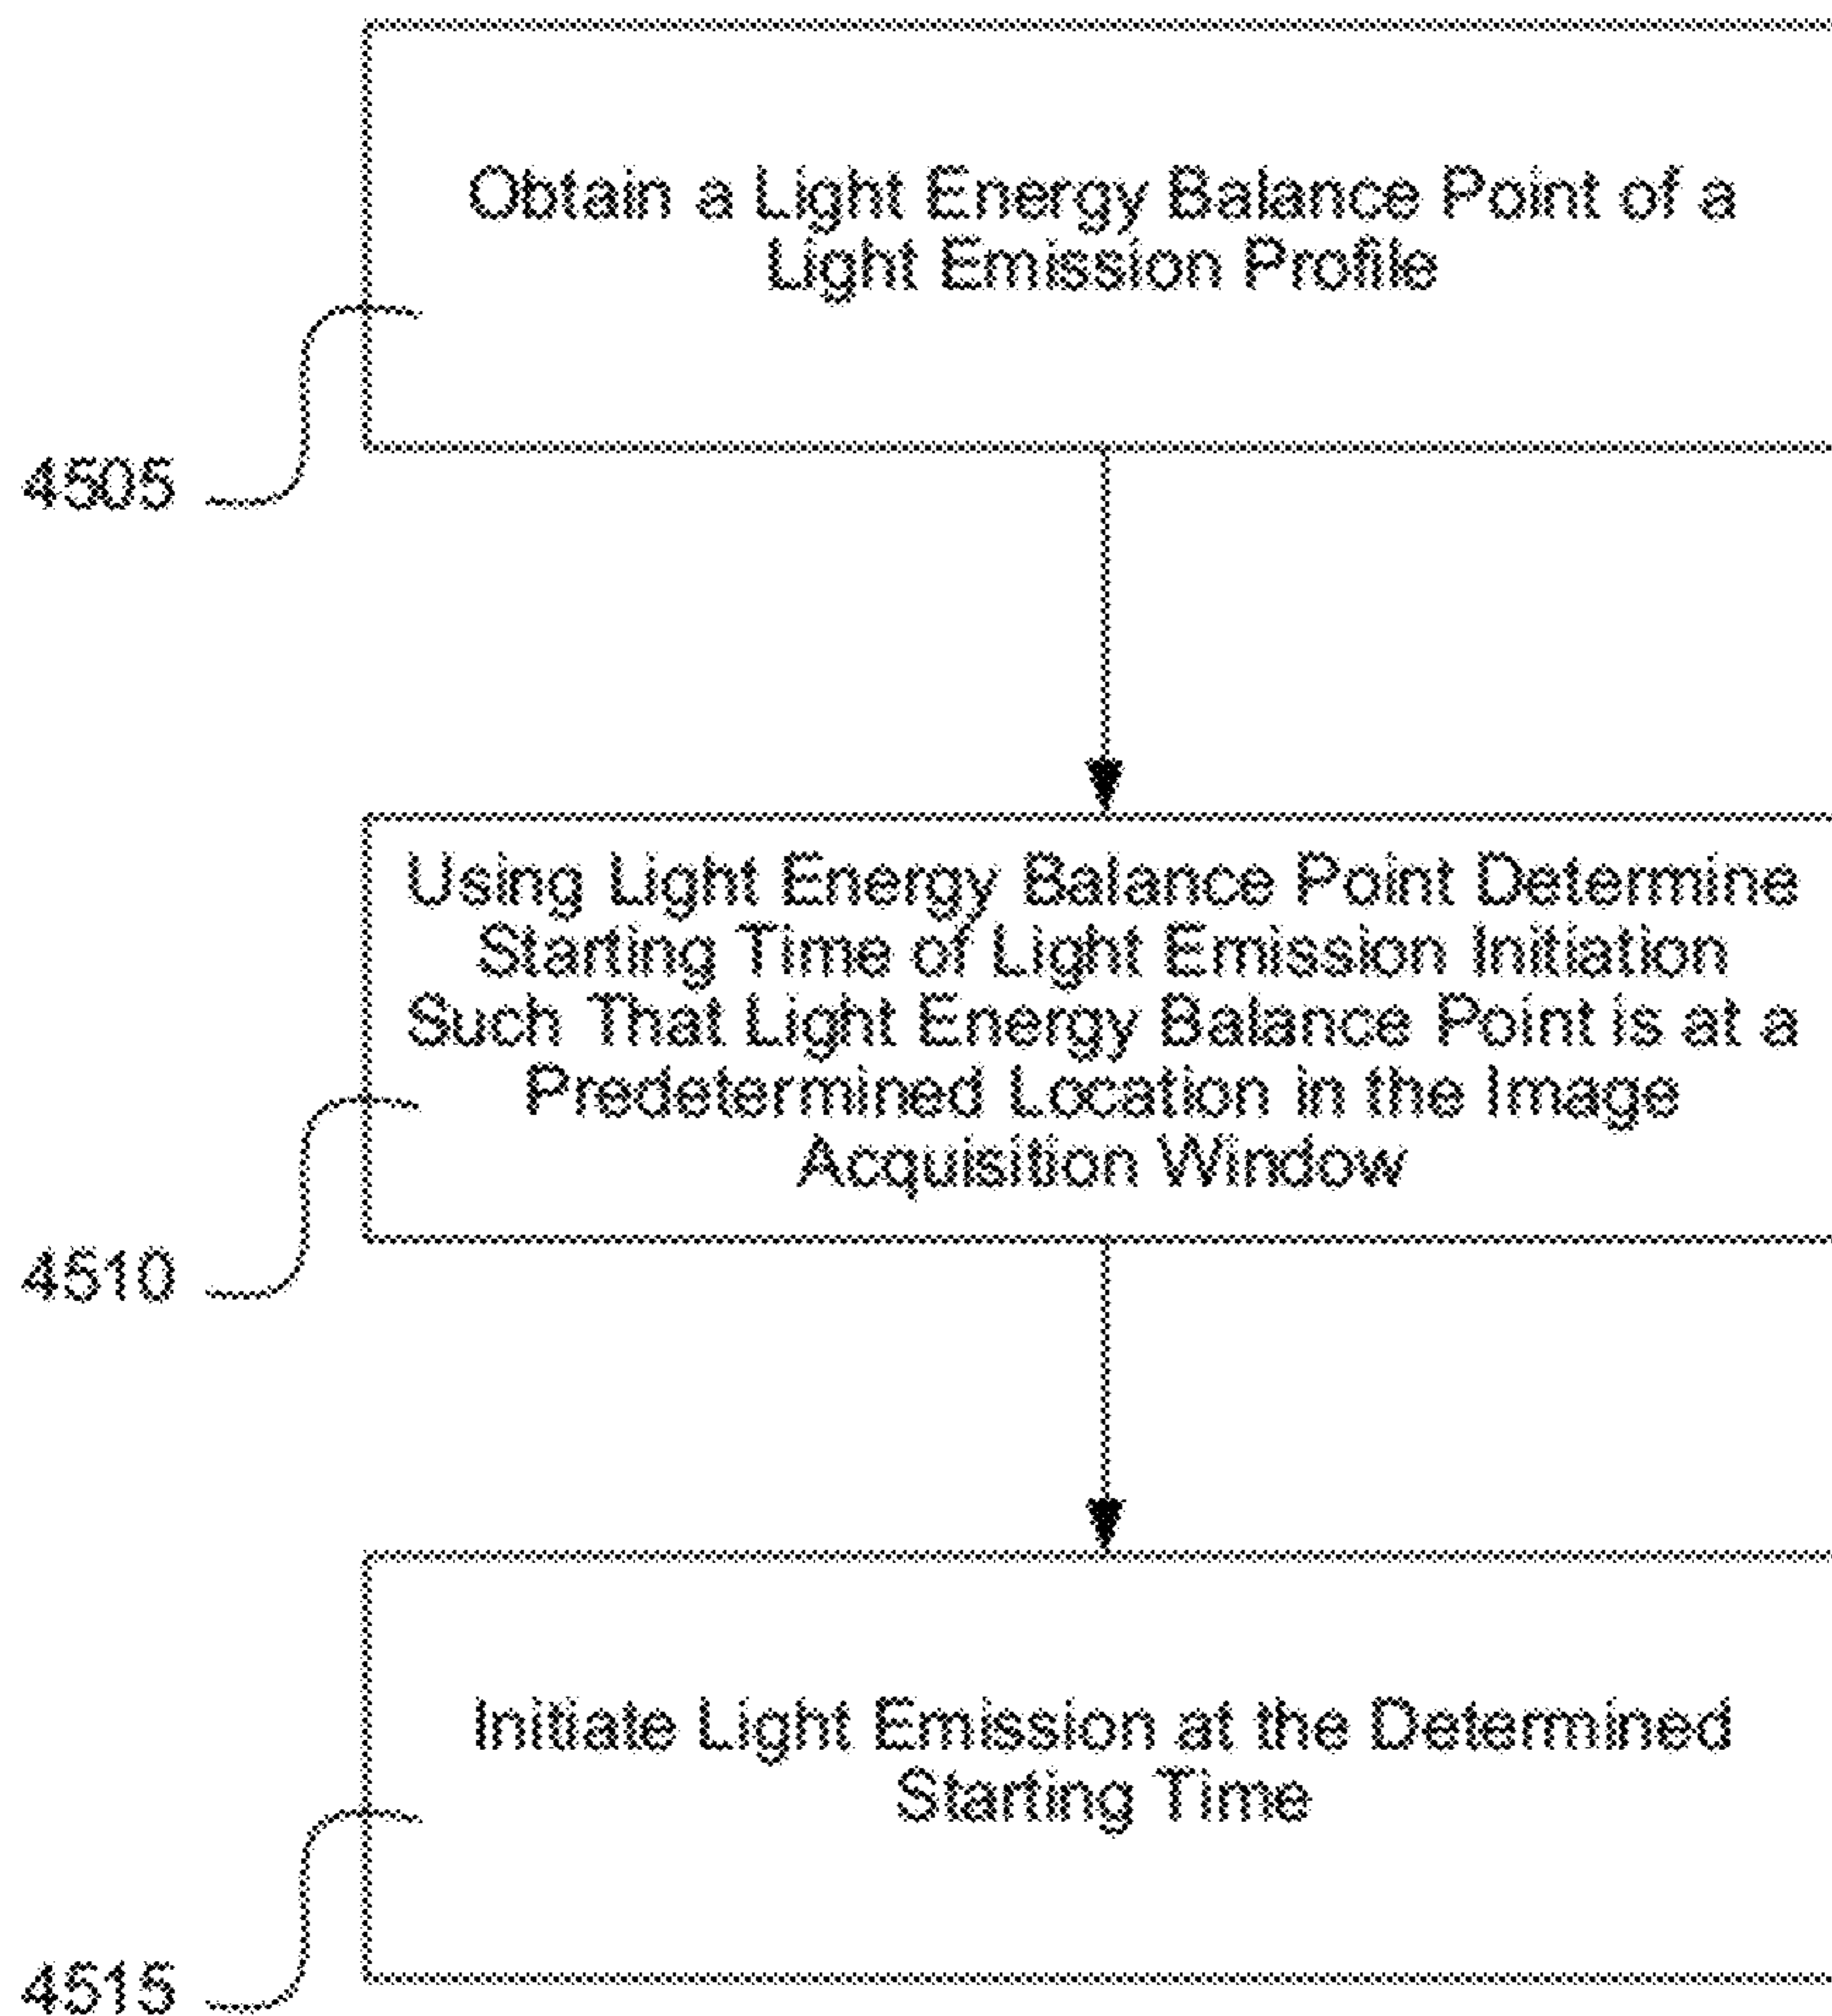 Obtain a Light Energy Balance Point of a
Light Emission Profile
4505
Using Light Energy Balance Point Determine
Starting Time of Light Emission Initiation
Such That Light Energy Balance Point is at a
Predetermined Location in the Image
Acquisition Window
4510
Initiate Light Emission at the Determined
Starting Time
4515